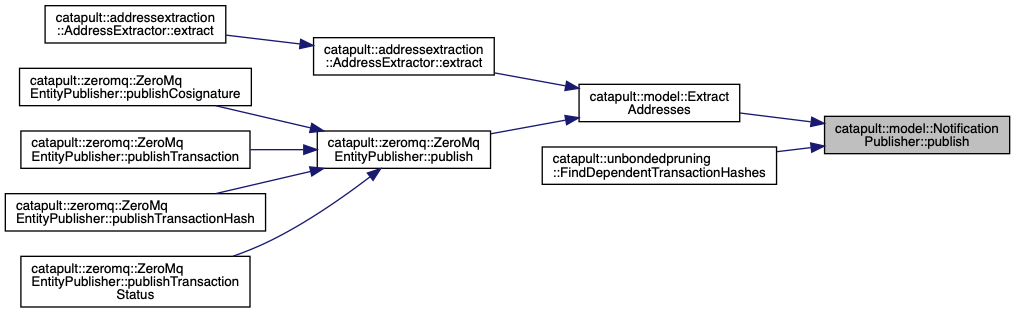 catapult::addressextraction
::AddressExtractor::extract
catapult::addressextraction
::AddressExtractor::extract
catapult::zeromq::ZeroMq
EntityPublisher::publishCosignature
catapult::model::Extract
Addresses
catapult::model::Notification
Publisher::publish
catapult::zeromq::ZeroMq
EntityPublisher::publishTransaction
catapult::zeromq::ZeroMq
EntityPublisher::publish
catapult::unbondedpruning
::FindDependentTransactionHashes
catapult::zeromq::ZeroMq
EntityPublisher::publishTransactionHash
catapult::zeromq::ZeroMq
EntityPublisher::publishTransaction
Status